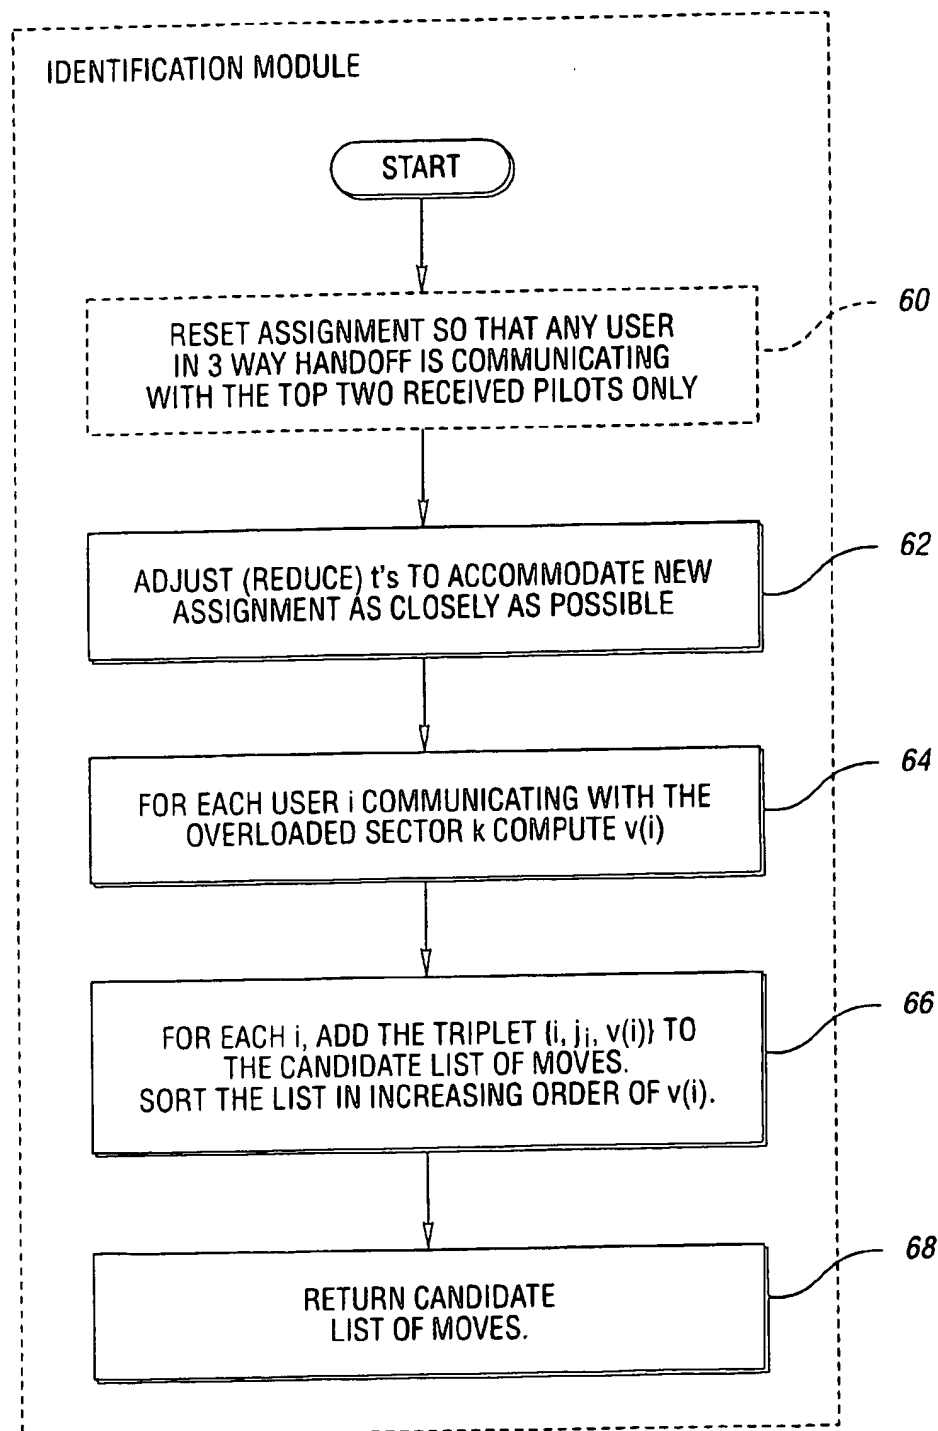 IDENTIFICATION MODULE
START
RESET ASSIGNMENT SO THAT ANY USER
IN 3 WAY HANDOFF IS COMMUNICATING
WITH THE TOP TWO RECEIVED PILOTS ONLY
60
ADJUST (REDUCE) t's TO ACCOMMODATE NEW
ASSIGNMENT AS CLOSELY AS POSSIBLE
62
FOR EACH USER i COMMUNICATING WITH THE
OVERLOADED SECTOR k COMPUTE v(i)
64
FOR EACH i, ADD THE TRIPLET {i, jᵢ, v(i)} TO
THE CANDIDATE LIST OF MOVES.
SORT THE LIST IN INCREASING ORDER OF v(i).
66
RETURN CANDIDATE
LIST OF MOVES.
68